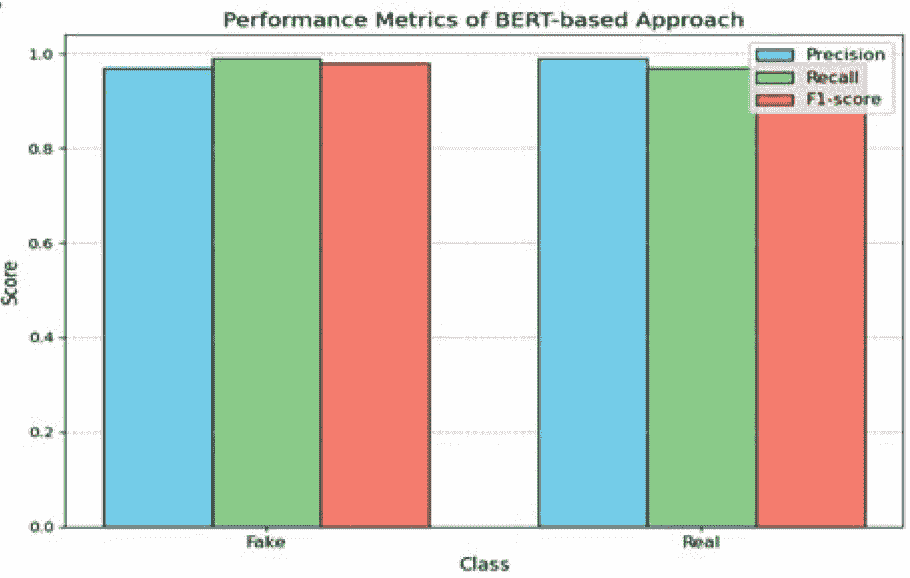 Performance Metrics of BERT-based Approach
Precision
Recall
F1-score
1.0
0.8
0.6
0.4
0.2
0.0
Score
Fake
Real
Class